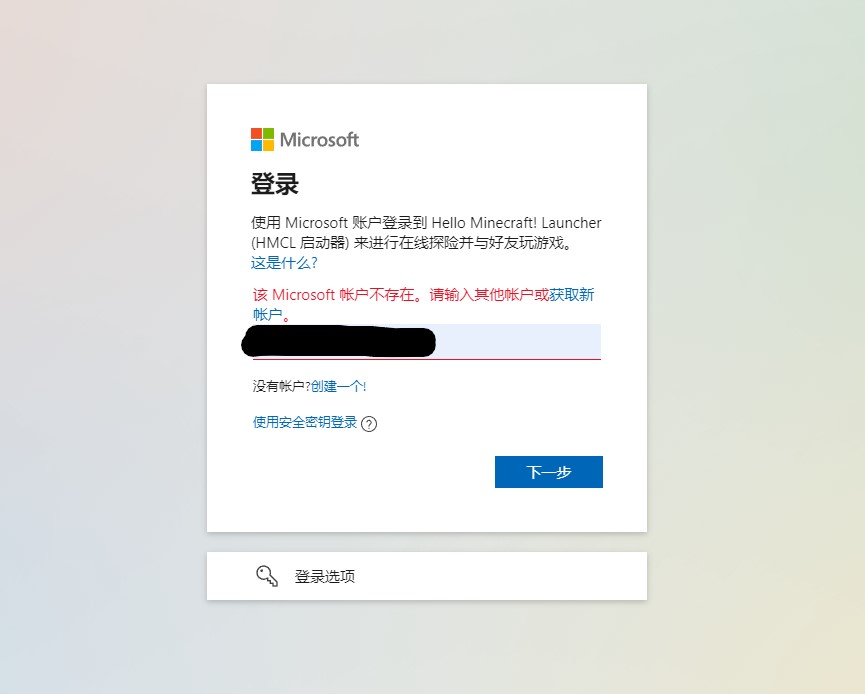 Microsoft
登录
使用 Microsoft 账户登录到 Hello Minecraft! Launcher
(HMCL 启动器) 来进行在线探险并与好友玩游戏。
这是什么?
该 Microsoft 帐户不存在。请输入其他帐户或获取新
帐户。
没有帐户?创建一个!
使用安全密钥登录 ?
下一步
登录选项